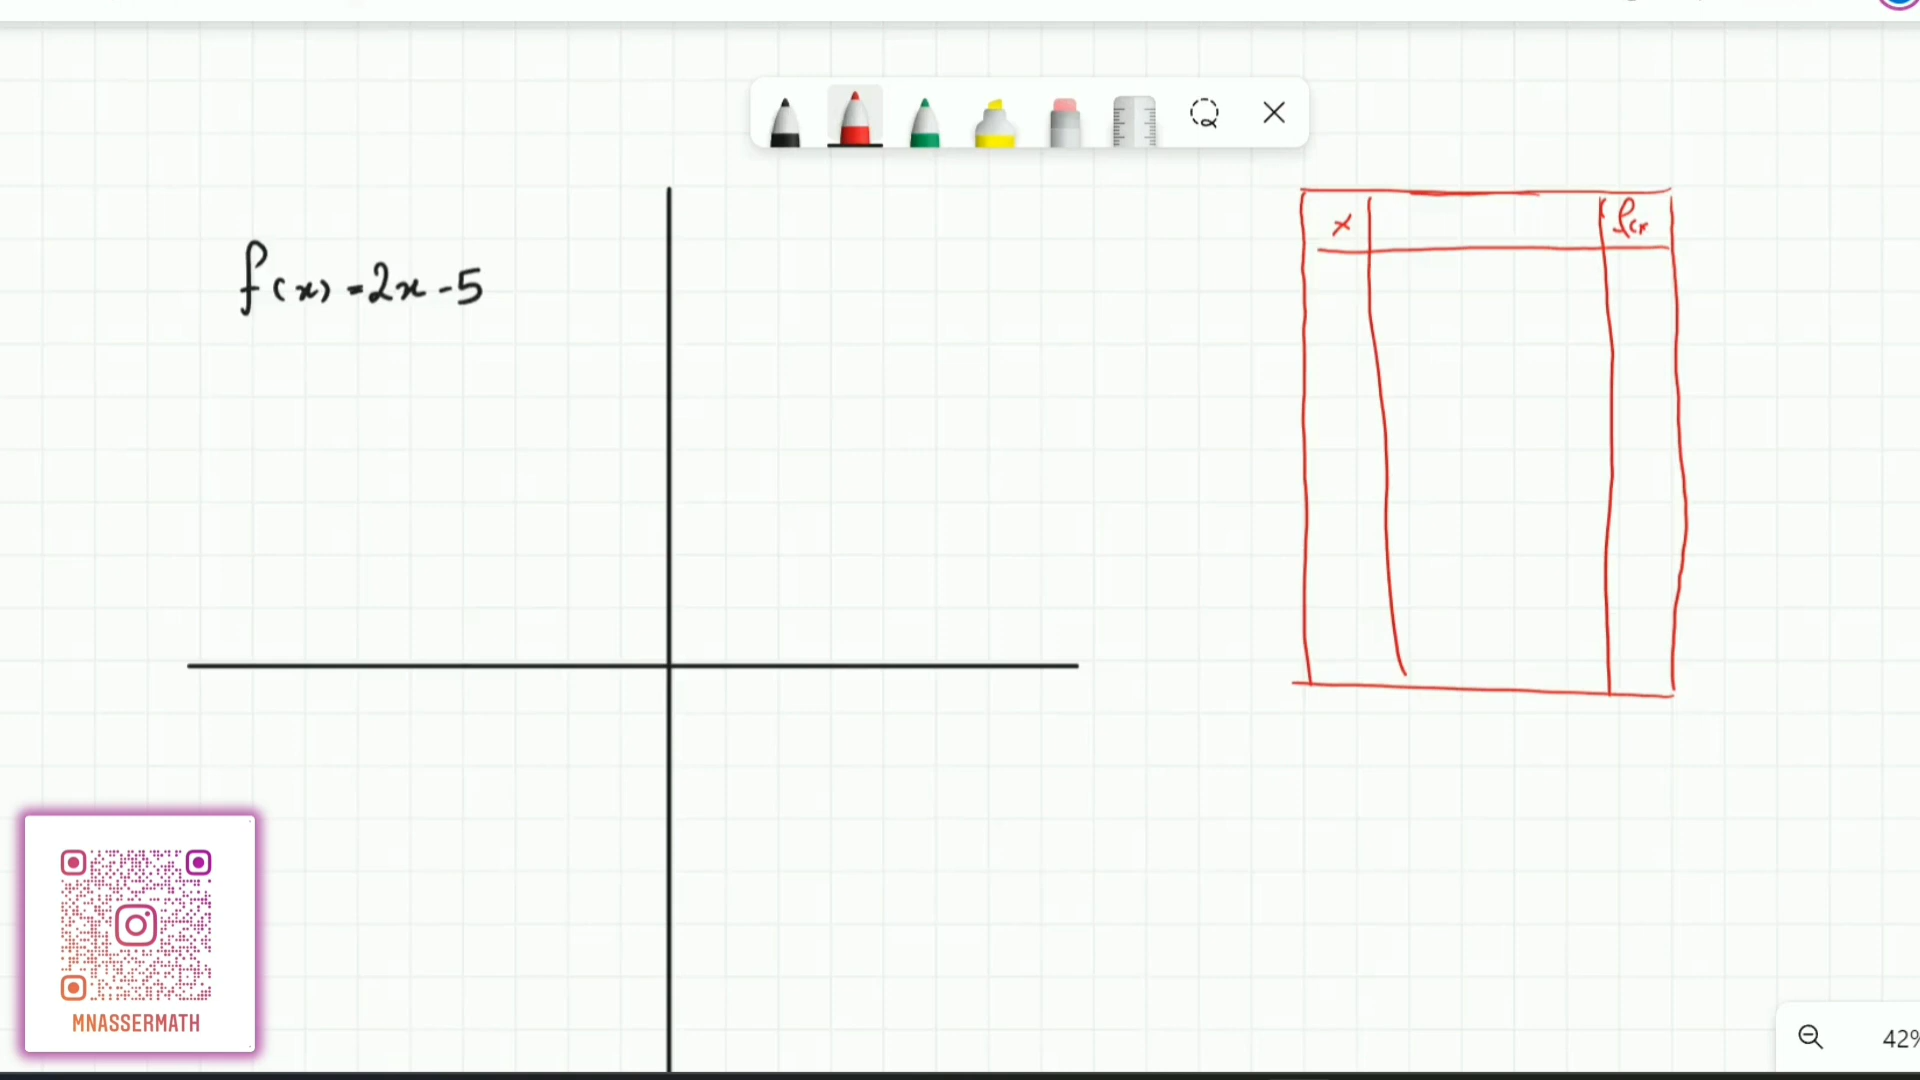 f(x) = 2x - 5
x
f(x
MNASSERMATH
42%